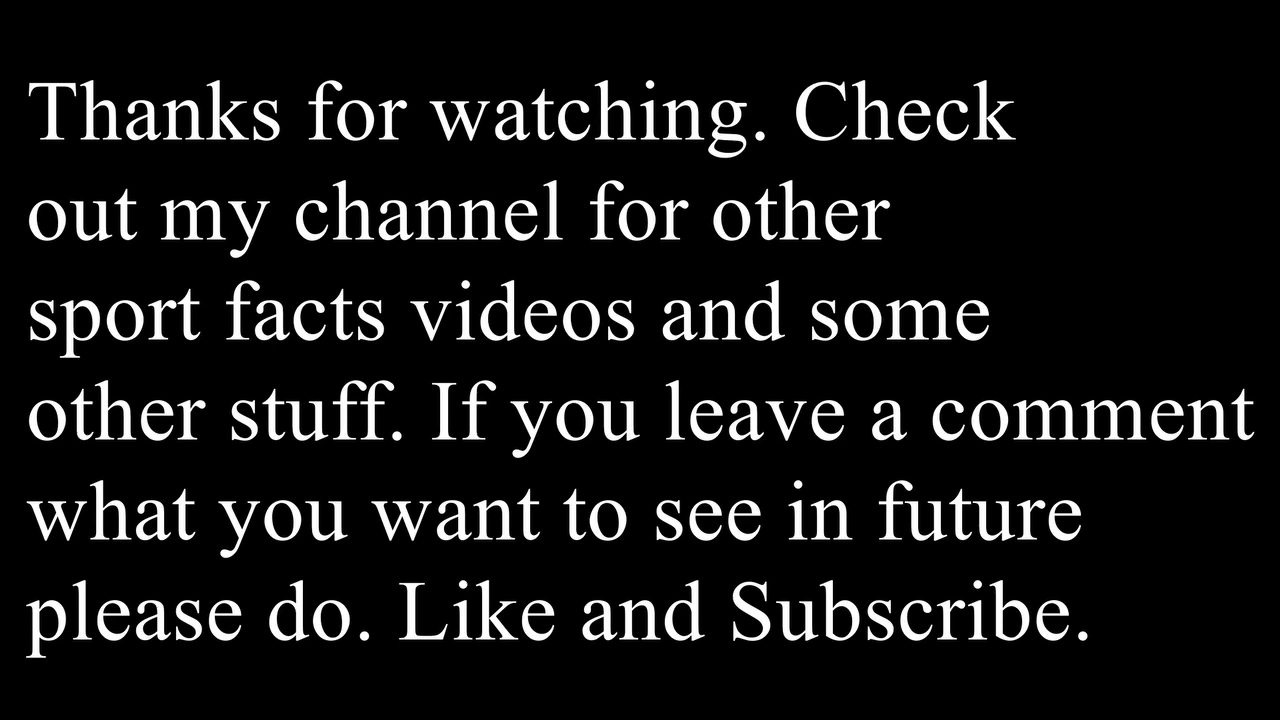 Thanks for watching. Check
out my channel for other
sport facts videos and some
other stuff. If you leave a comment
what you want to see in future
please do. Like and Subscribe.